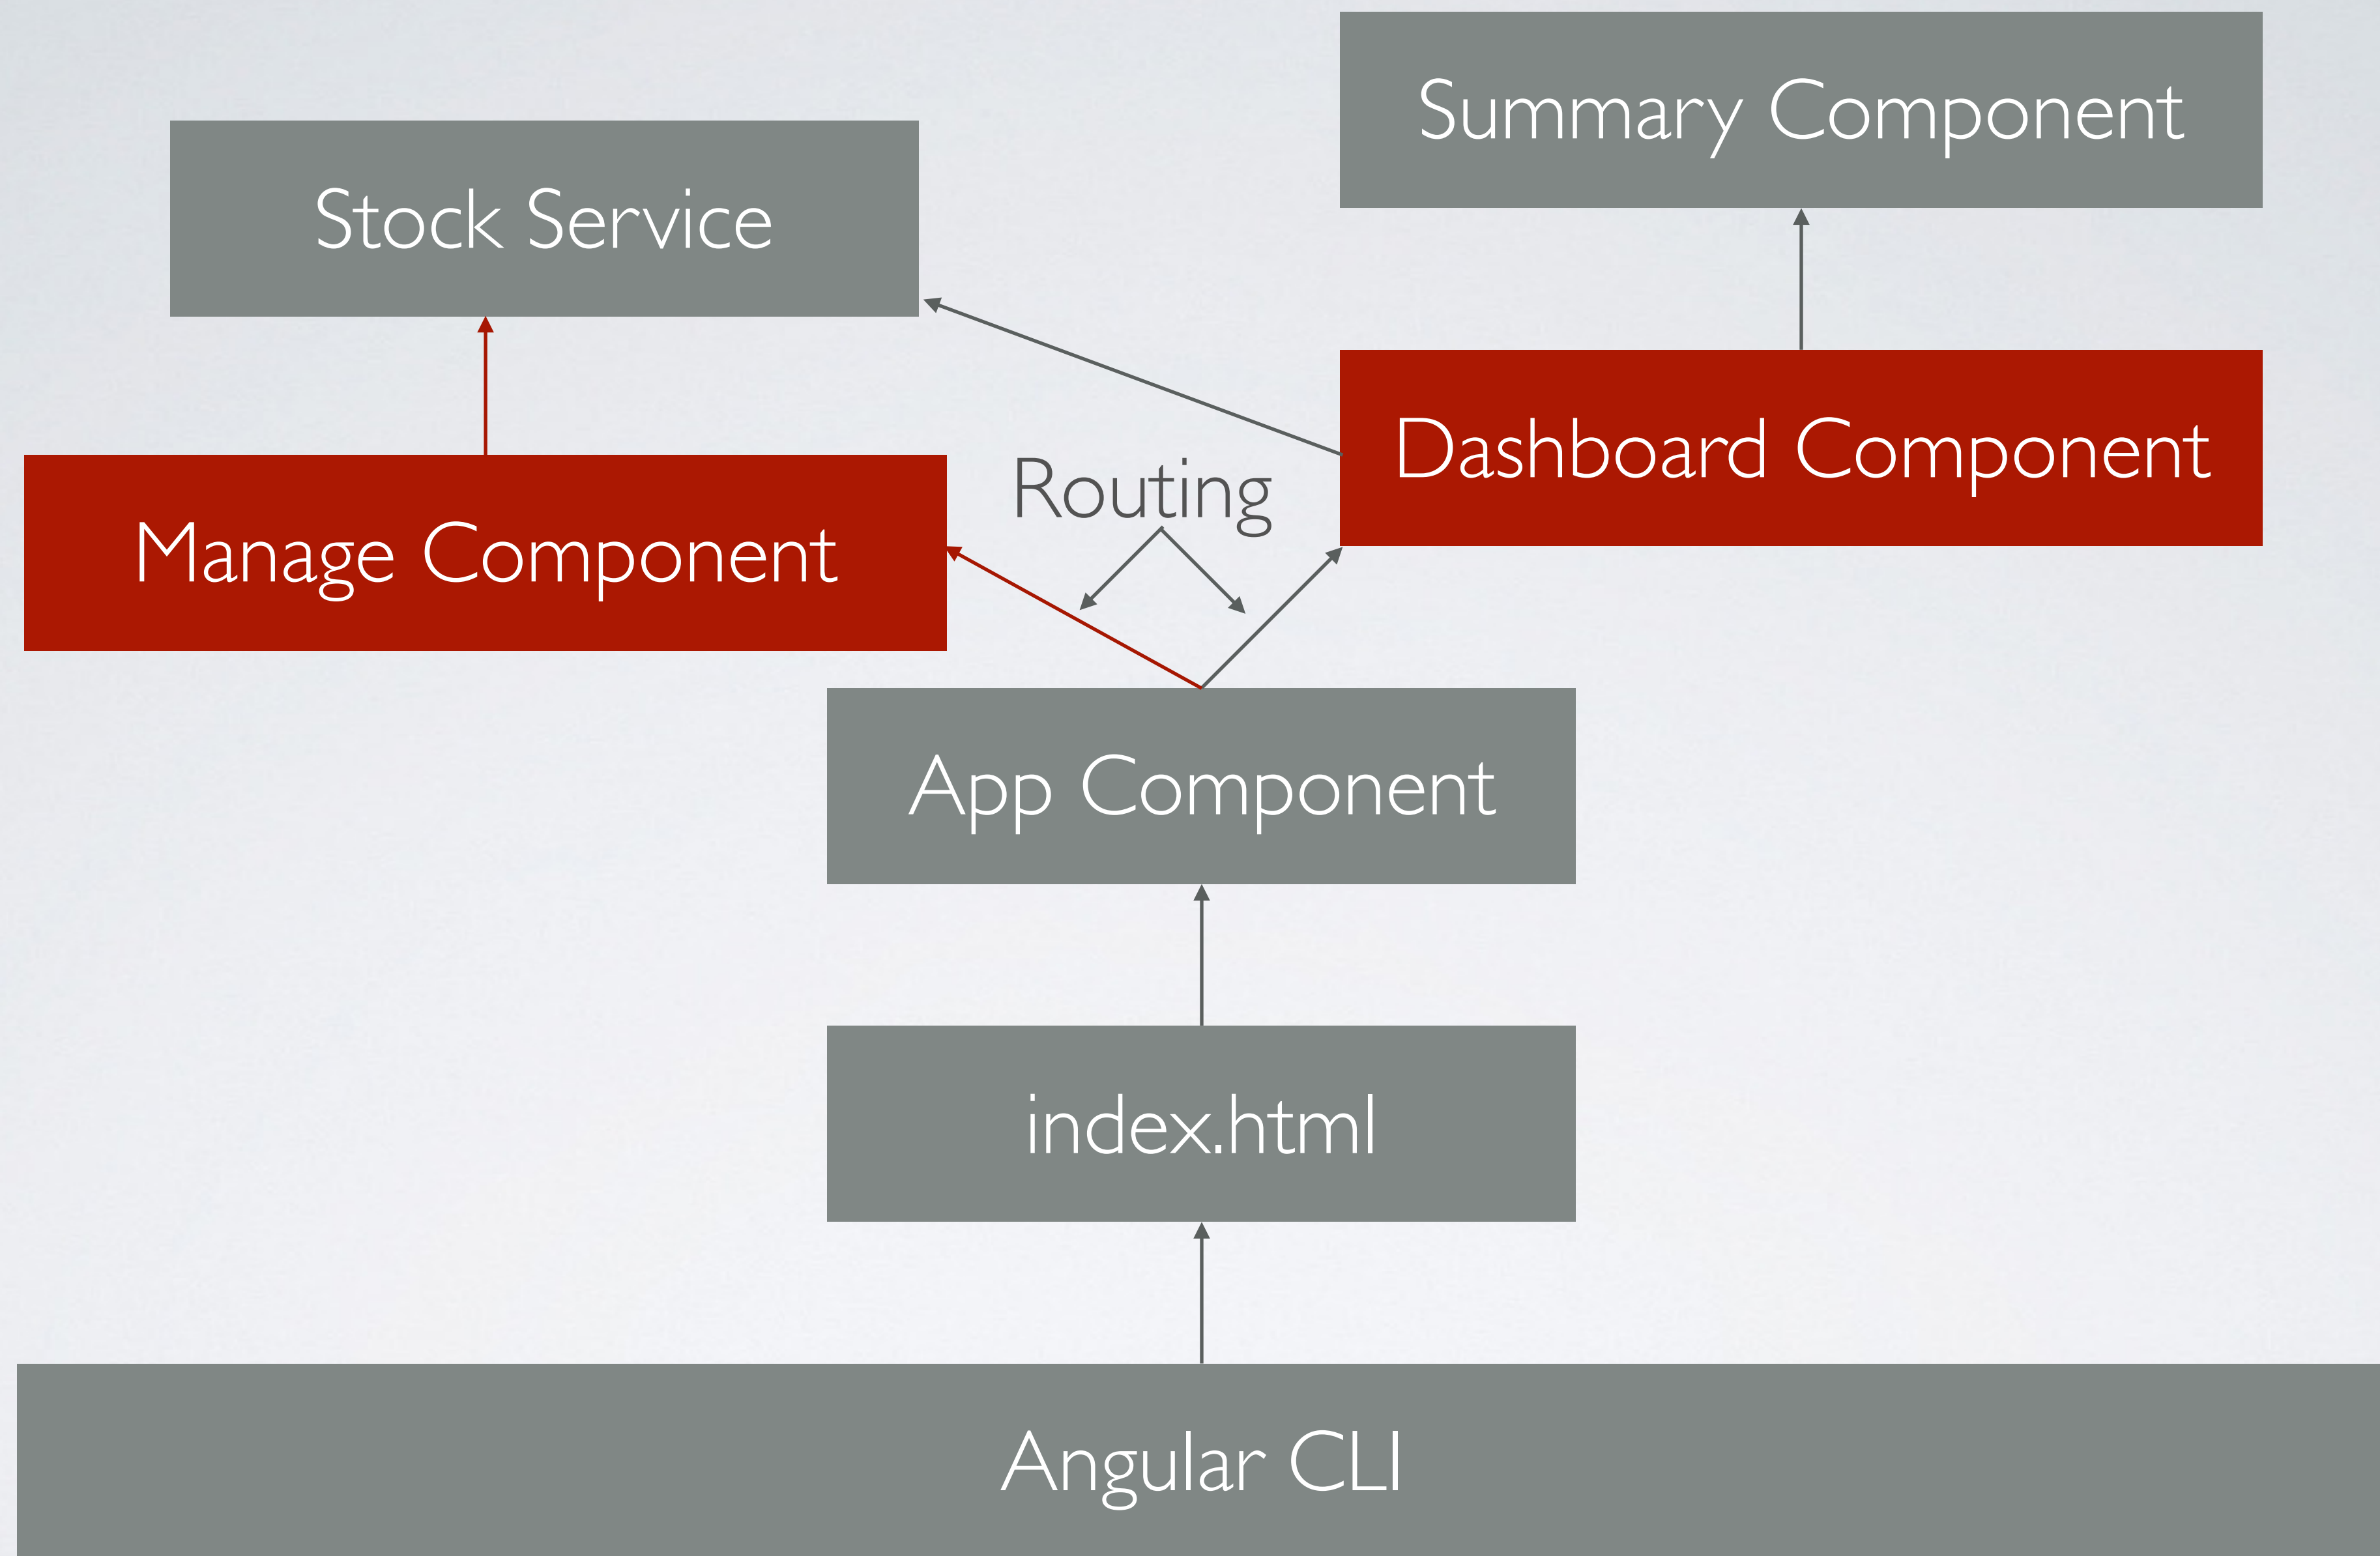 Summary Component
Stock Service
Dashboard Component
Routing
Manage Component
App Component
index.html
Angular CLI